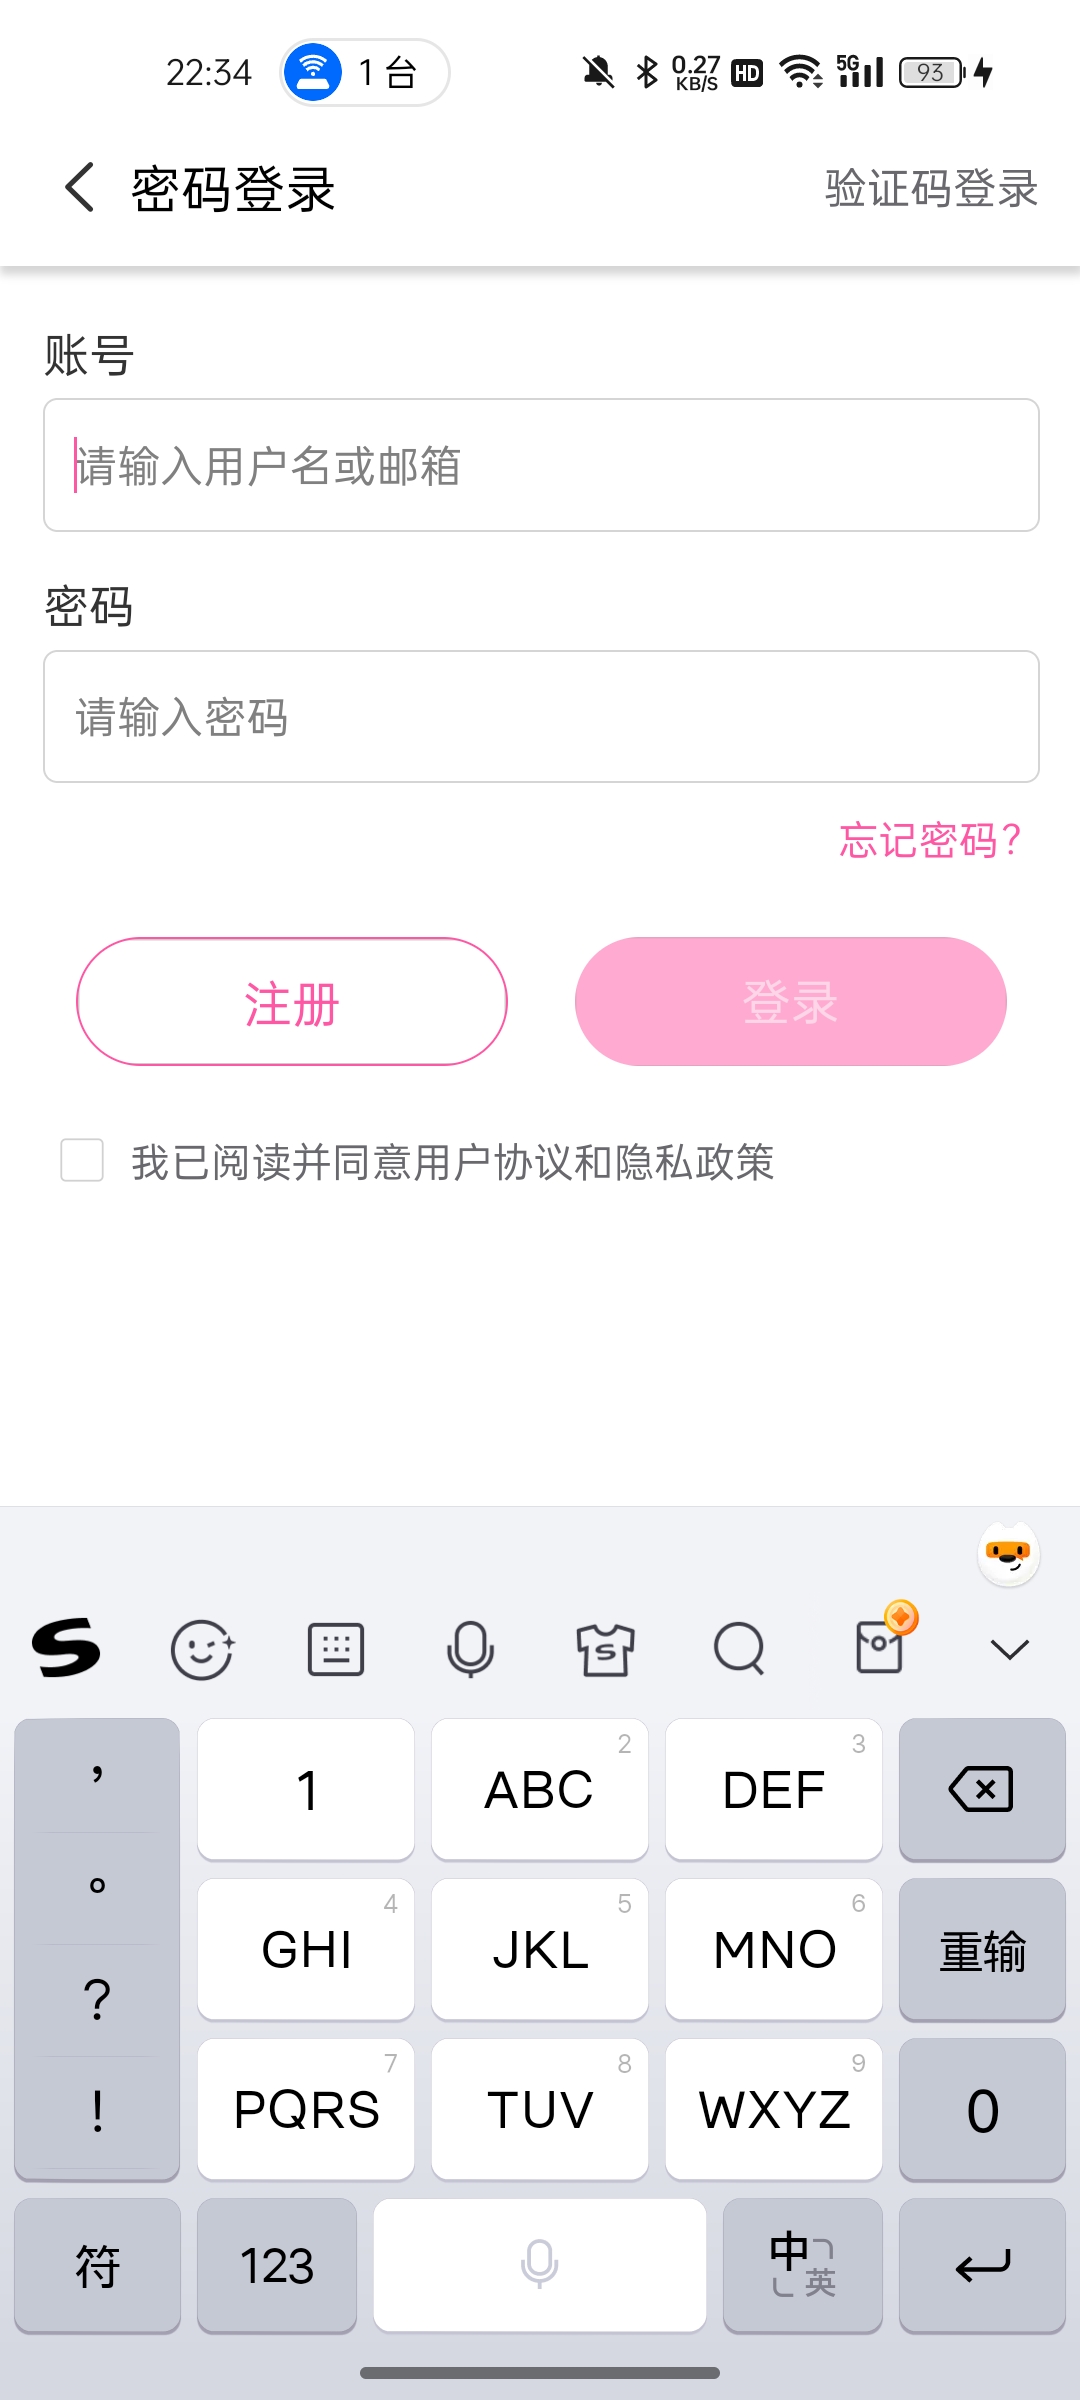 22:34 1 台 0.27 KB/S HD 5G 93
密码登录 验证码登录
账号
请输入用户名或邮箱
密码
请输入密码
忘记密码？
注册 登录
我已阅读并同意用户协议和隐私政策
， 1 ABC 2 DEF 3
。 GHI 4 JKL 5 MNO 6 重输
？ PQRS 7 TUV 8 WXYZ 9 0
！
符 123 中 英